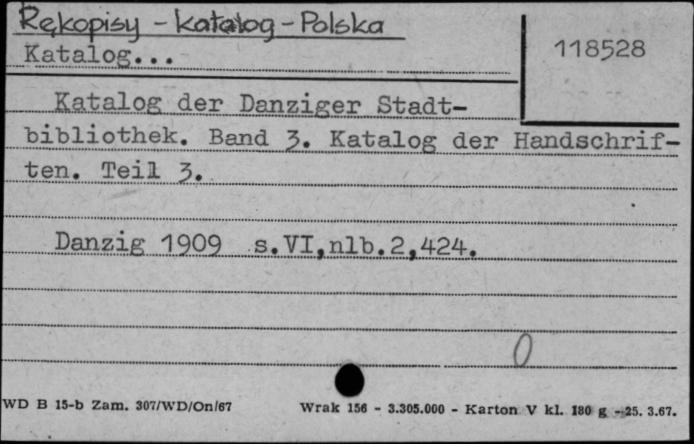 Rękopisy - katalog - Polska
Katalog...
118528
Katalog der Danziger Stadt-
bibliothek. Band 3. Katalog der Handschrif-
ten. Teil 3.
Danzig 1909 s.VI,nlb.2,424.
0
WD B 15-b Zam. 307/WD/On/67 Wrak 156 - 3.305.000 - Karton V kl. 180 g - 25. 3.67.